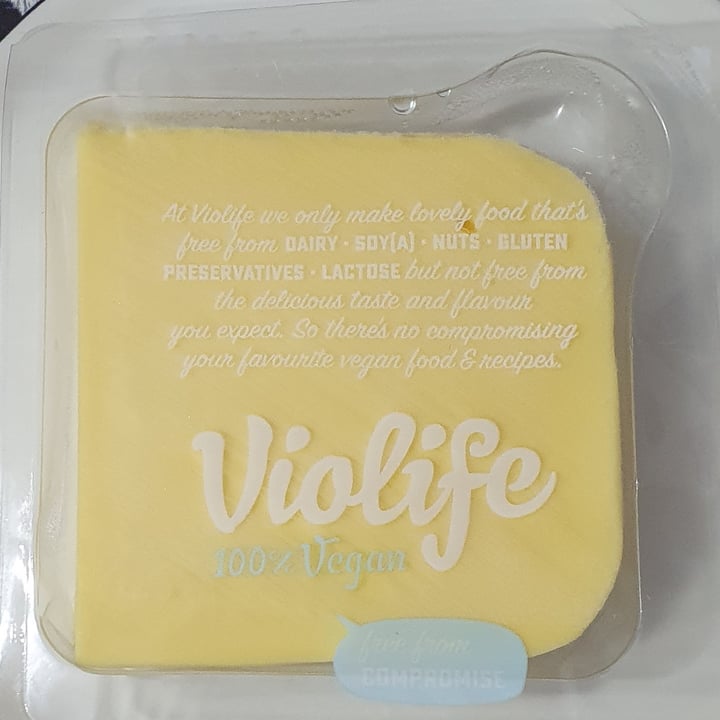 At Violife we only make lovely food that's
free from DAIRY · SOY(A) · NUTS · GLUTEN
PRESERVATIVES · LACTOSE but not free from
the delicious taste and flavour
you expect. So there's no compromising
your favourite vegan food & recipes.
Violife
100% Vegan
free from
COMPROMISE